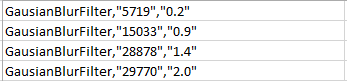 GausianBlurFilter,"5719","0.2"
GausianBlurFilter,"15033","0.9"
GausianBlurFilter,"28878","1.4"
GausianBlurFilter,"29770","2.0"